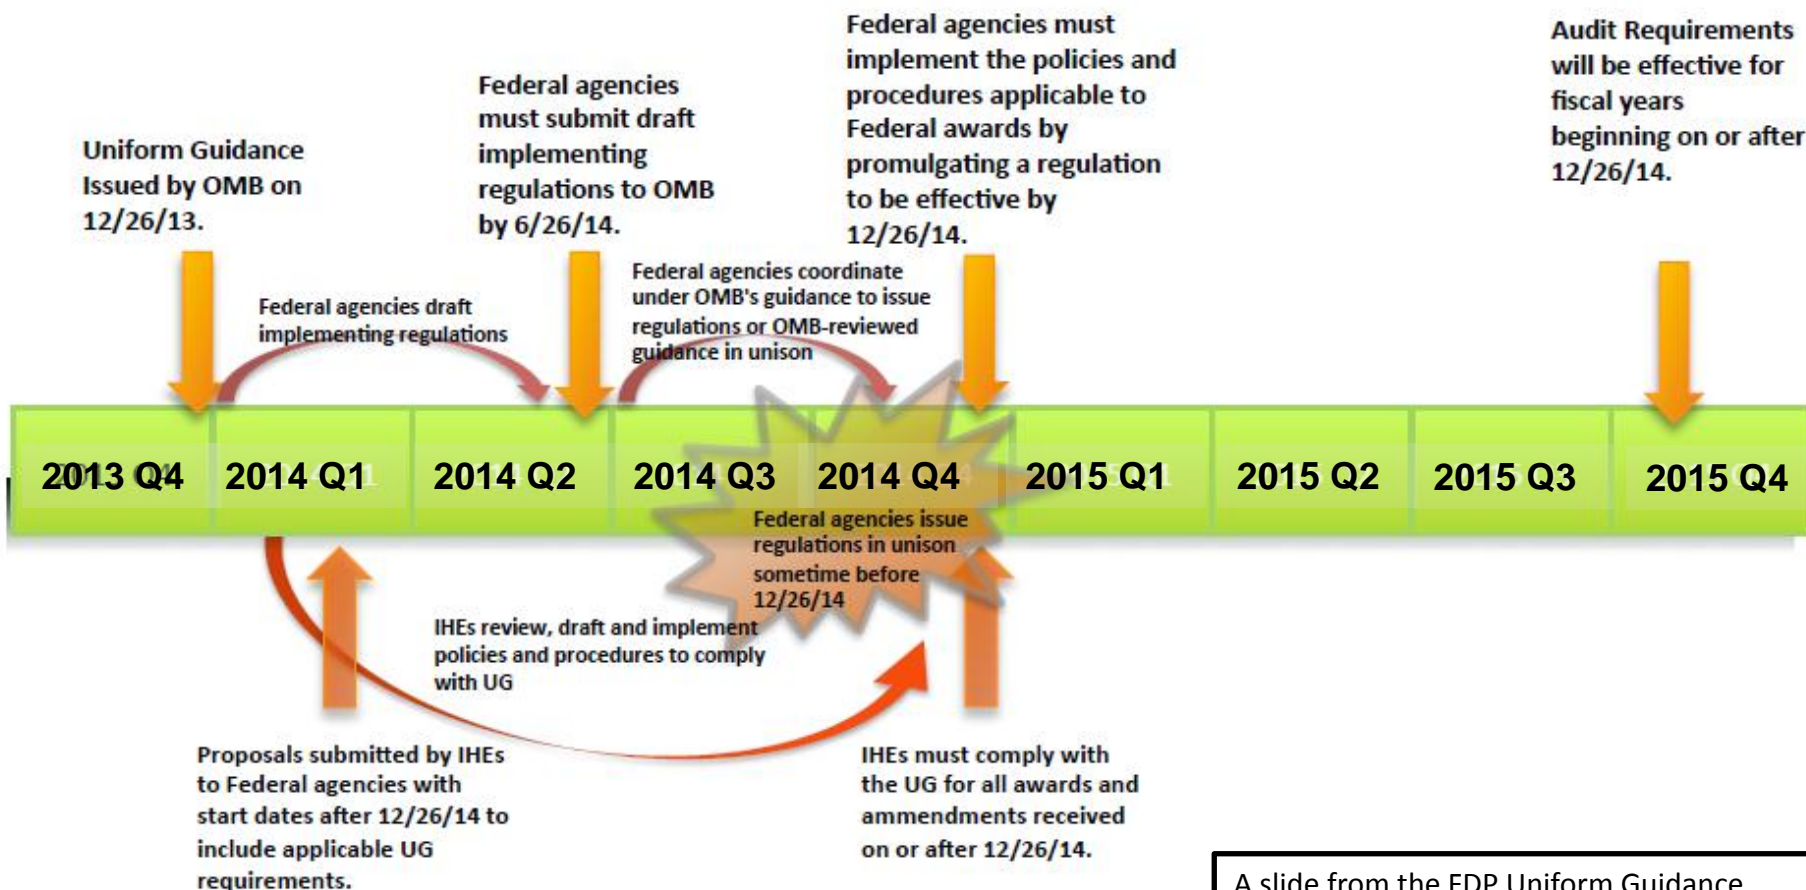 Uniform Guidance
Issued by OMB on
12/26/13.
Federal agencies
must submit draft
implementing
regulations to OMB
by 6/26/14.
Federal agencies must
implement the policies and
procedures applicable to
Federal awards by
promulgating a regulation
to be effective by
12/26/14.
Audit Requirements
will be effective for
fiscal years
beginning on or after
12/26/14.
Federal agencies draft
implementing regulations
Federal agencies coordinate
under OMB's guidance to issue
regulations or OMB-reviewed
guidance in unison
2013 Q4
2014 Q1
2014 Q2
2014 Q3
2014 Q4
2015 Q1
2015 Q2
2015 Q3
2015 Q4
Federal agencies issue
regulations in unison
sometime before
12/26/14
IHEs review, draft and implement
policies and procedures to comply
with UG
Proposals submitted by IHEs
to Federal agencies with
start dates after 12/26/14 to
include applicable UG
requirements.
IHEs must comply with
the UG for all awards and
ammendments received
on or after 12/26/14.
A slide from the FDP Uniform Guidance